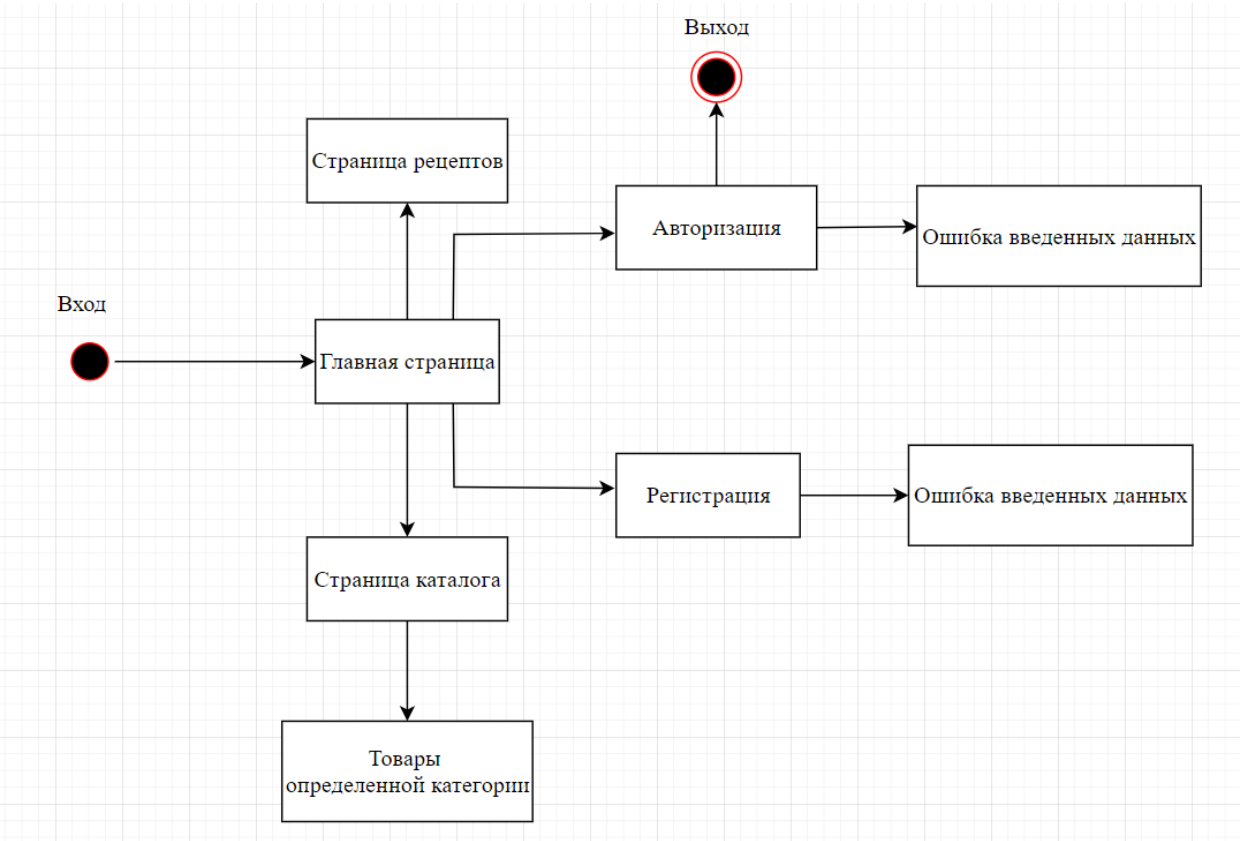 Выход
Страница рецептов
Авторизация
Ошибка введенных данных
Вход
Главная страница
Регистрация
Ошибка введенных данных
Страница каталога
Товары
определенной категории